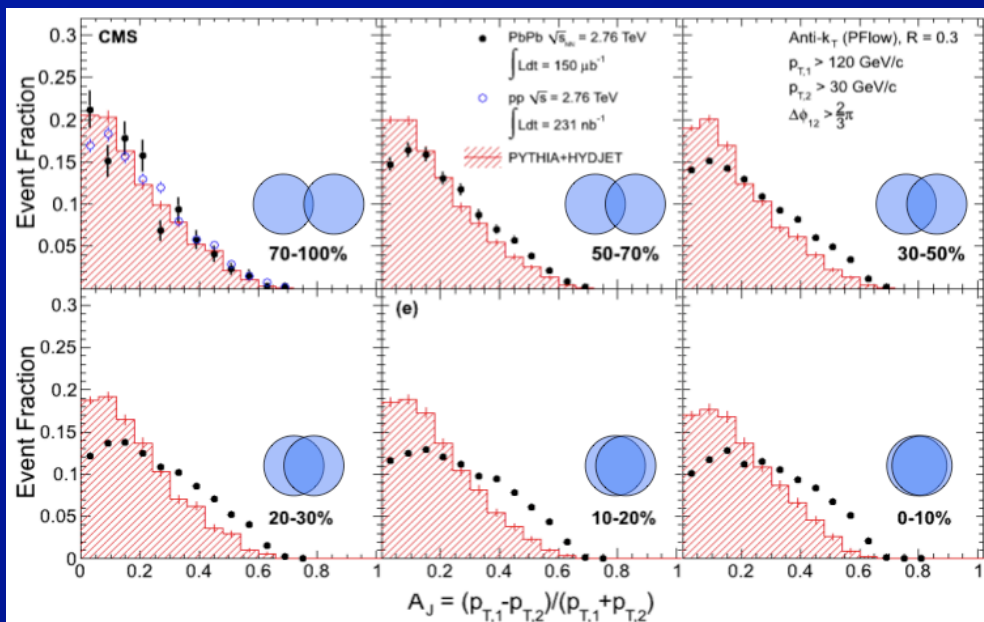 CMS
PbPb √s_NN = 2.76 TeV
∫Ldt = 150 μb⁻¹
pp √s = 2.76 TeV
∫Ldt = 231 nb⁻¹
PYTHIA+HYDJET
Anti-k_T (PFlow), R = 0.3
p_T,1 > 120 GeV/c
p_T,2 > 30 GeV/c
Δϕ_12 > 2/3 π
Event Fraction
0.3
0.25
0.2
0.15
0.1
0.05
70-100%
50-70%
30-50%
(e)
Event Fraction
0.3
0.25
0.2
0.15
0.1
0.05
0
20-30%
10-20%
0-10%
0 0.2 0.4 0.6 0.8 1 0.2 0.4 0.6 0.8 1 0.2 0.4 0.6 0.8 1
A_J = (p_T,1-p_T,2)/(p_T,1+p_T,2)